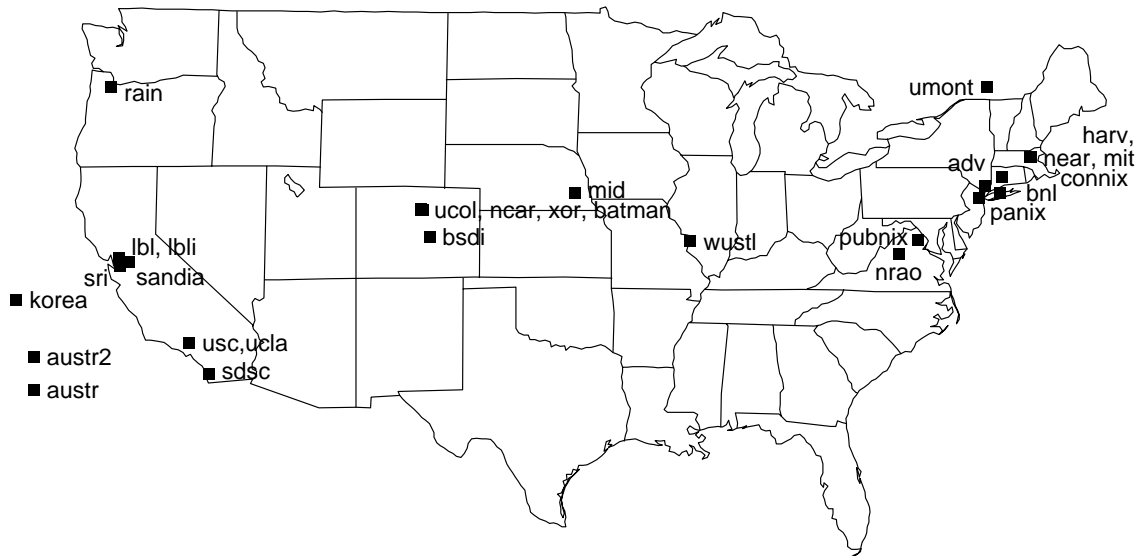 umont
rain
harv,
near, mit
adv
connix
mid
bnl
ucol, ncar, xor, batman
panix
bsdi
wustl
pubnix
lbl, lbli
nrao
sri
sandia
korea
usc,ucla
austr2
sdsc
austr